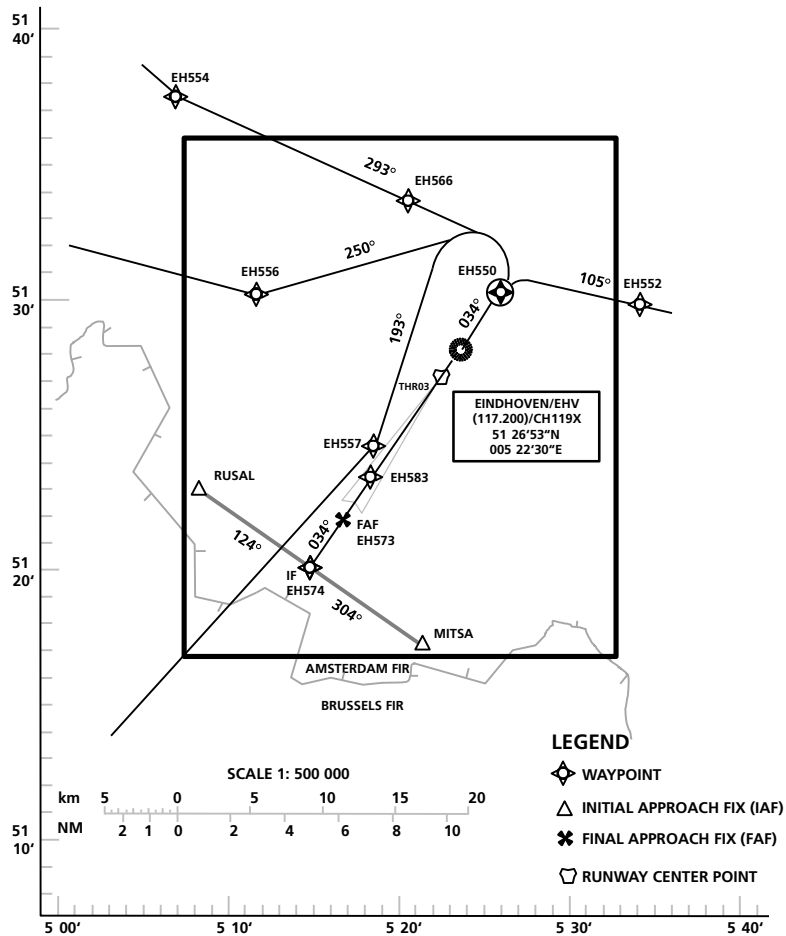 51
40‘
EH554
293°
EH566
250°
EH556
EH550
105°
EH552
51
30‘
034°
193°
THR03
EINDHOVEN/EHV
(117.200)/CH119X
51 26‘53‘‘N
005 22‘30‘‘E
EH557
EH583
RUSAL
FAF
EH573
034°
124°
51
20‘
IF
EH574
304°
MITSA
AMSTERDAM FIR
BRUSSELS FIR
LEGEND
WAYPOINT
INITIAL APPROACH FIX (IAF)
FINAL APPROACH FIX (FAF)
RUNWAY CENTER POINT
SCALE 1: 500 000
km 5 0 5 10 15 20
NM 2 1 0 2 4 6 8 10
51
10‘
5 00‘ 5 10‘ 5 20‘ 5 30‘ 5 40‘